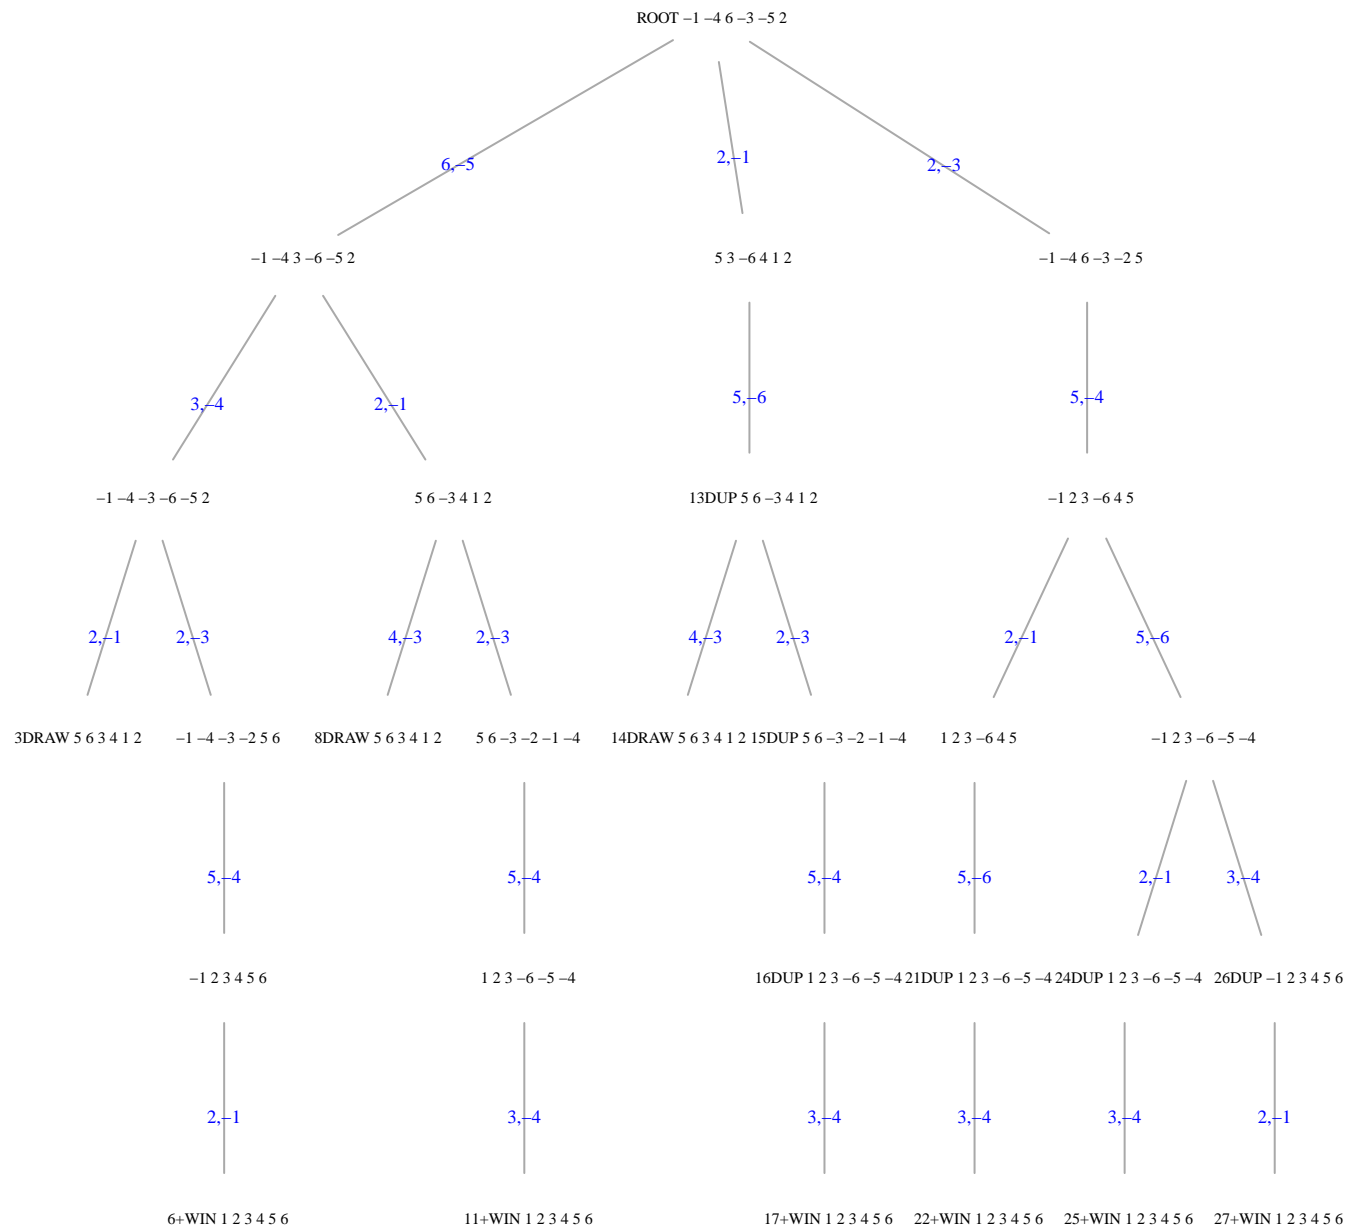 ROOT −1 −4 6 −3 −5 2
6,−5
2,−1
2,−3
−1 −4 3 −6 −5 2
5 3 −6 4 1 2
−1 −4 6 −3 −2 5
3,−4
2,−1
5,−6
5,−4
−1 −4 −3 −6 −5 2
5 6 −3 4 1 2
13DUP 5 6 −3 4 1 2
−1 2 3 −6 4 5
2,−1
2,−3
4,−3
2,−3
4,−3
2,−3
2,−1
5,−6
3DRAW 5 6 3 4 1 2
−1 −4 −3 −2 5 6
8DRAW 5 6 3 4 1 2
5 6 −3 −2 −1 −4
14DRAW 5 6 3 4 1 2
15DUP 5 6 −3 −2 −1 −4
1 2 3 −6 4 5
−1 2 3 −6 −5 −4
5,−4
5,−4
5,−4
5,−6
2,−1
3,−4
−1 2 3 4 5 6
1 2 3 −6 −5 −4
16DUP 1 2 3 −6 −5 −4
21DUP 1 2 3 −6 −5 −4
24DUP 1 2 3 −6 −5 −4
26DUP −1 2 3 4 5 6
2,−1
3,−4
3,−4
3,−4
3,−4
2,−1
6+WIN 1 2 3 4 5 6
11+WIN 1 2 3 4 5 6
17+WIN 1 2 3 4 5 6
22+WIN 1 2 3 4 5 6
25+WIN 1 2 3 4 5 6
27+WIN 1 2 3 4 5 6